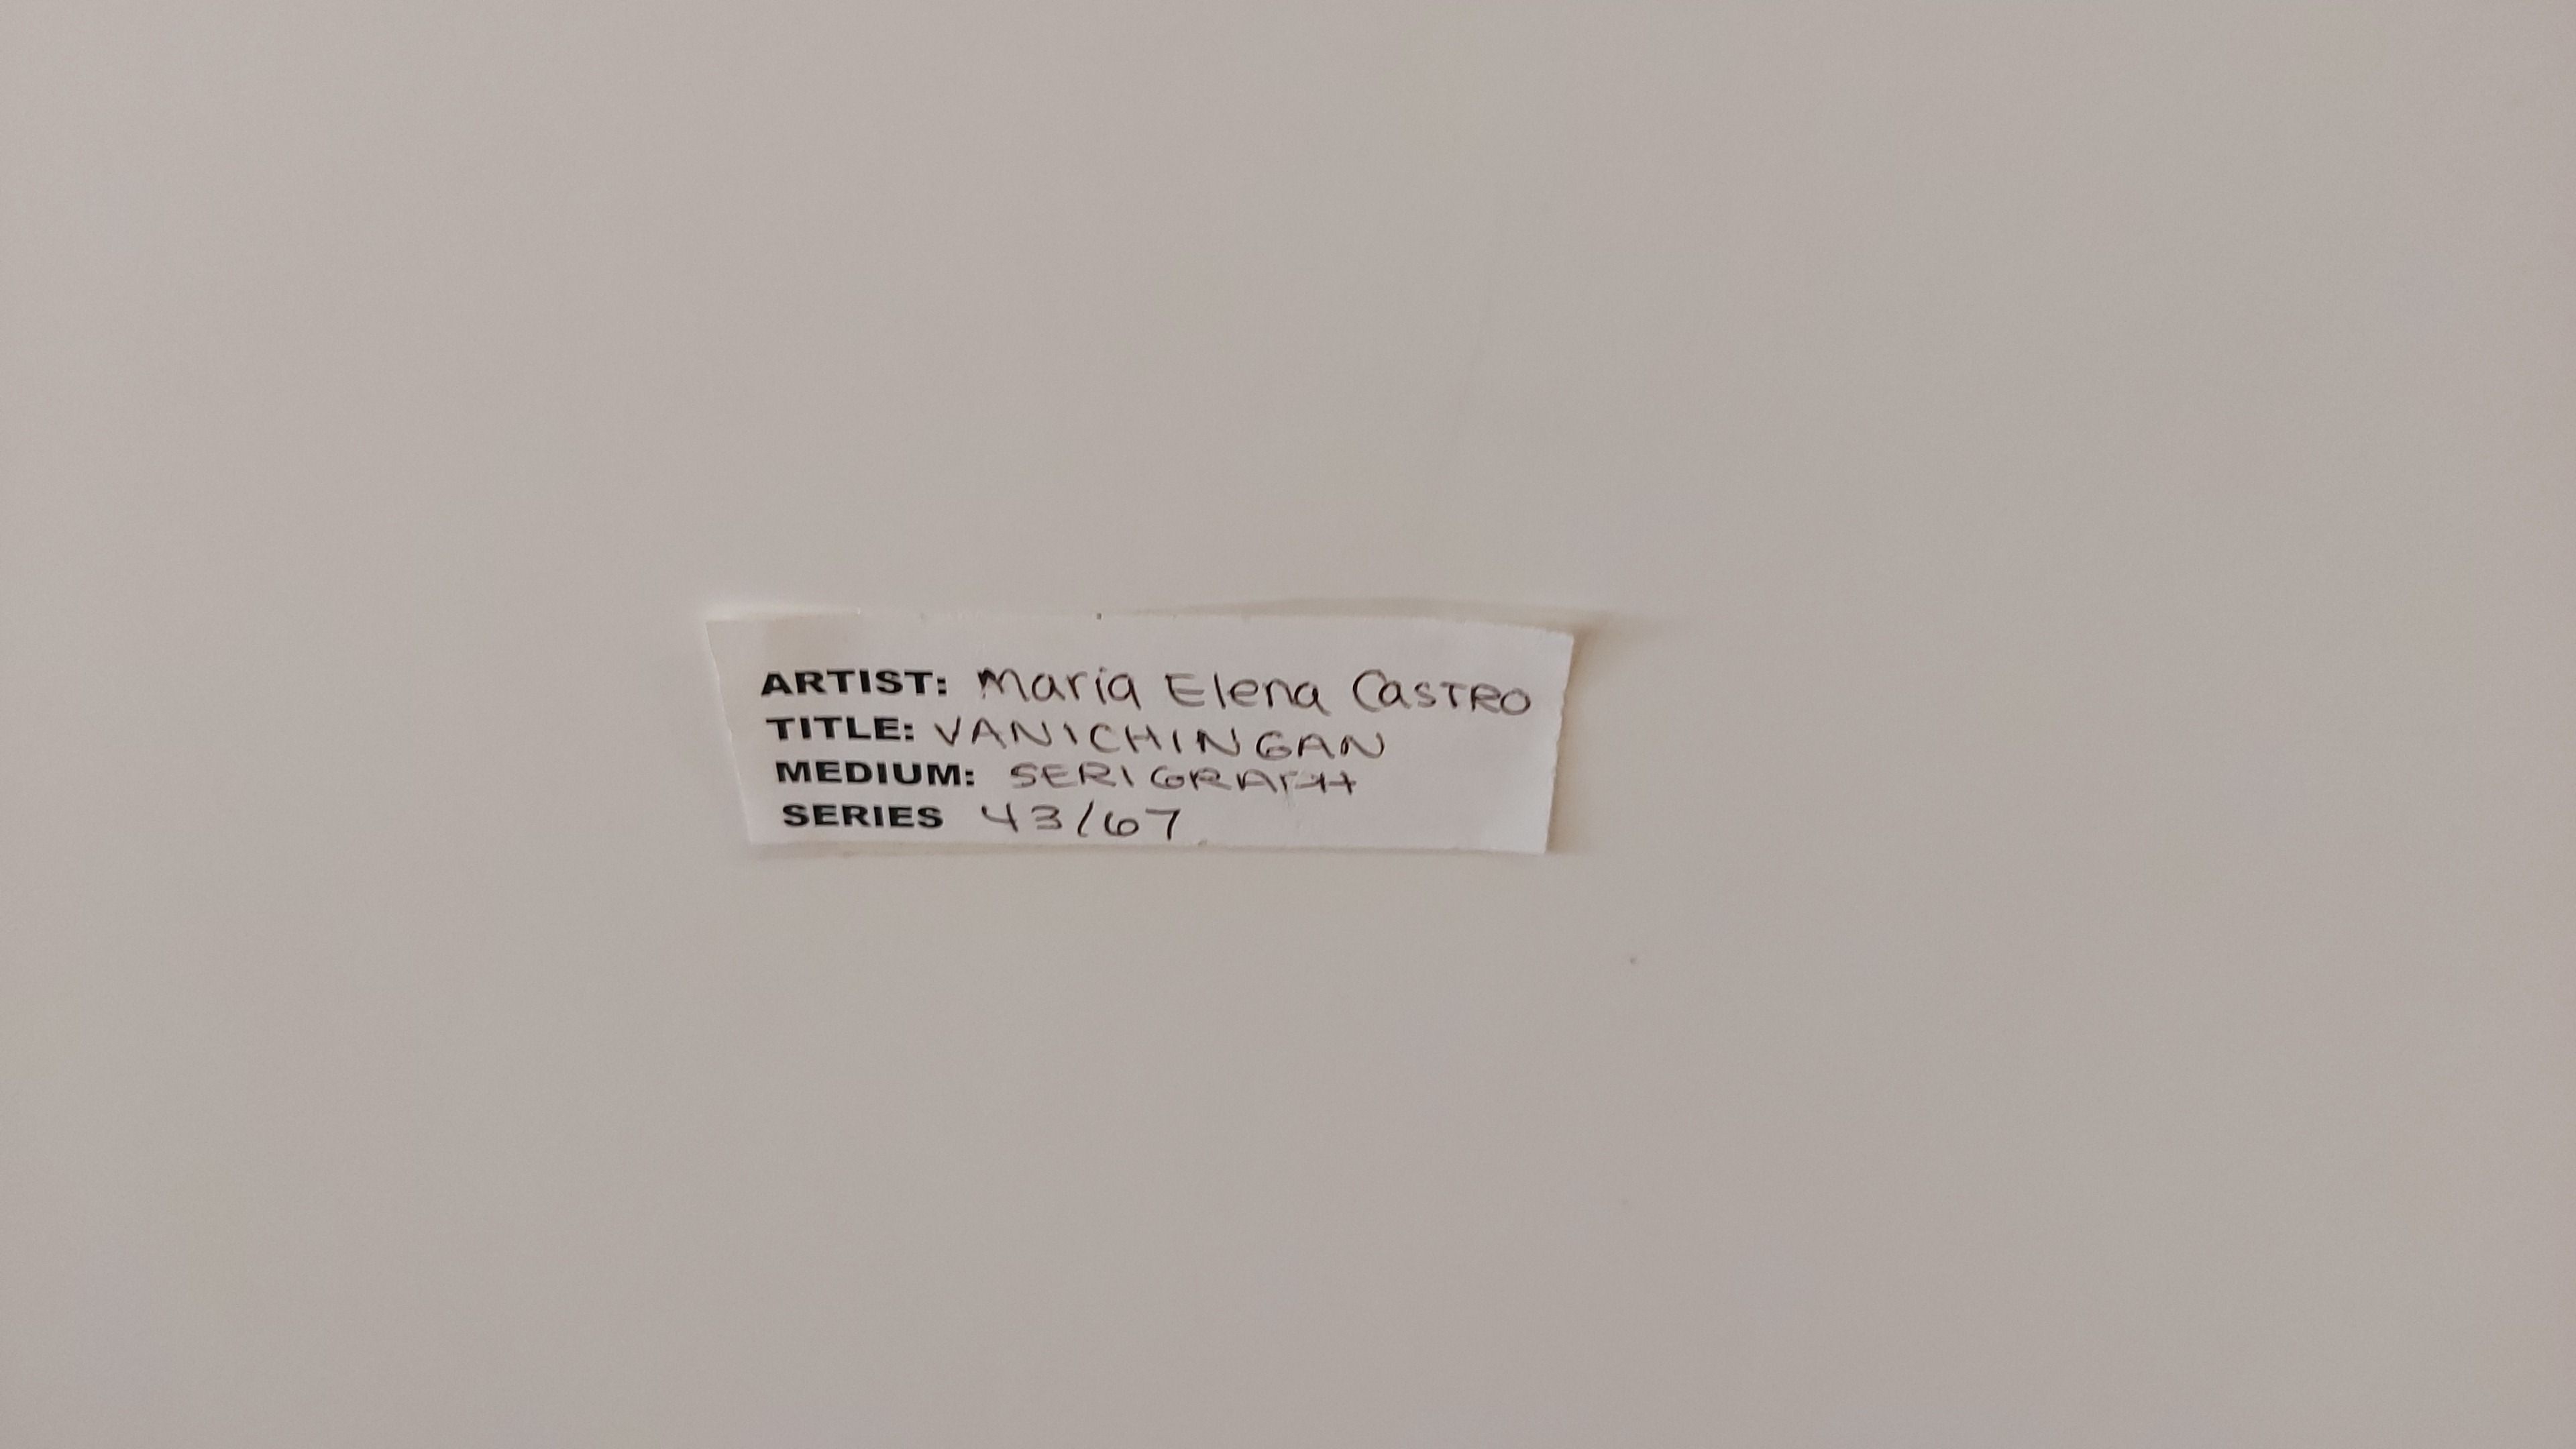 ARTIST: Maria Elena CASTRO
TITLE: VANICHINGAN
MEDIUM: SERIGRAPH
SERIES 43/67